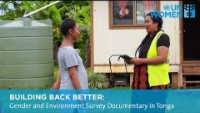 UN
WOMEN
BUILDING BACK BETTER:
Gender and Environment Survey Documentary in Tonga